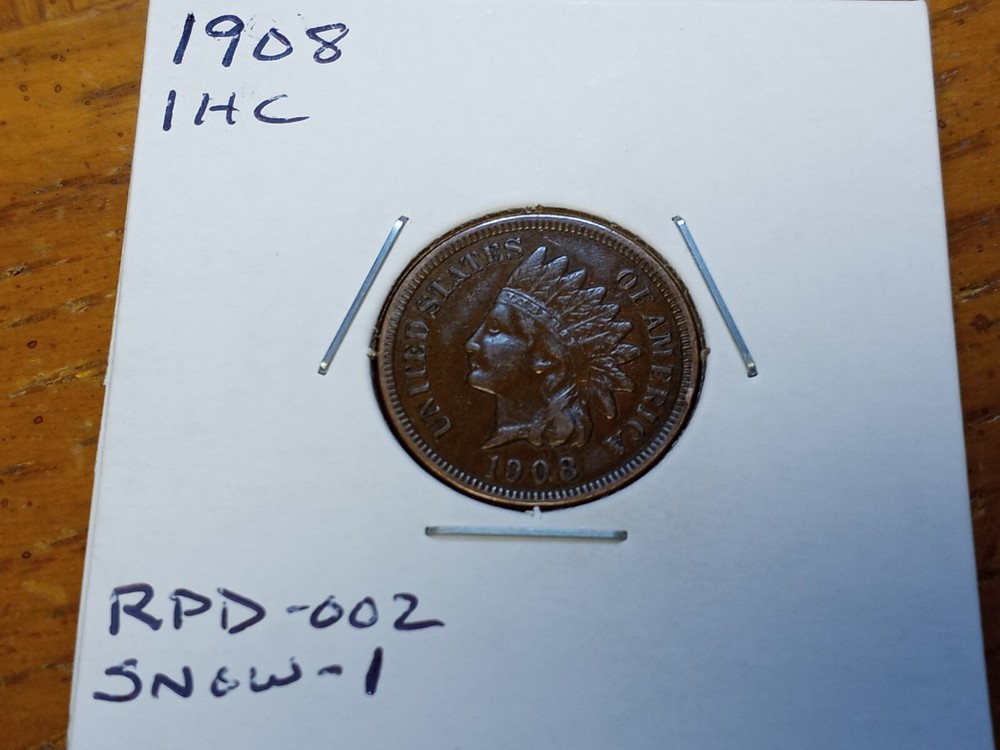 1908
IHC
UNITED STATES OF AMERICA
LIBERTY
1908
RPD-002
SNOW-1